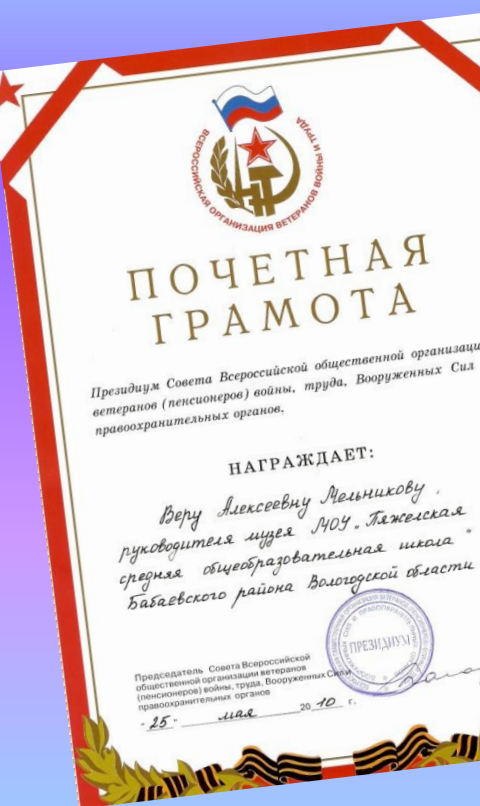 ВСЕРОССИЙСКАЯ ОРГАНИЗАЦИЯ ВЕТЕРАНОВ ВОЙНЫ И ТРУДА
ПОЧЕТНАЯ
ГРАМОТА
Президиум Совета Всероссийской общественной организаци
ветеранов (пенсионеров) войны, труда, Вооруженных Сил
правоохранительных органов,
НАГРАЖДАЕТ:
Веру Алексеевну Мельникову,
руководителя музея МОУ „Пяжелская
средняя общеобразовательная школа"
Бабаевского района Вологодской области
ПРЕЗИДИУМ
Председатель Совета Всероссийской
общественной организации ветеранов
(пенсионеров) войны, труда, Вооруженных Сил и
правоохранительных органов
"25" мая 2010 г.